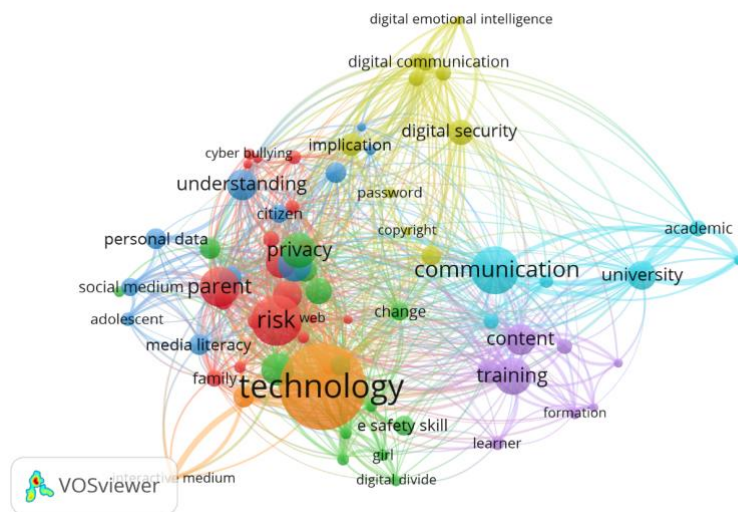 digital emotional intelligence
digital communication
digital security
implication
cyber bullying
understanding
password
citizen
copyright
academic
personal data
privacy
communication
university
social medium
parent
adolescent
risk
web
change
media literacy
content
family
technology
training
formation
e safety skill
learner
girl
digital divide
interactive medium
VOSviewer